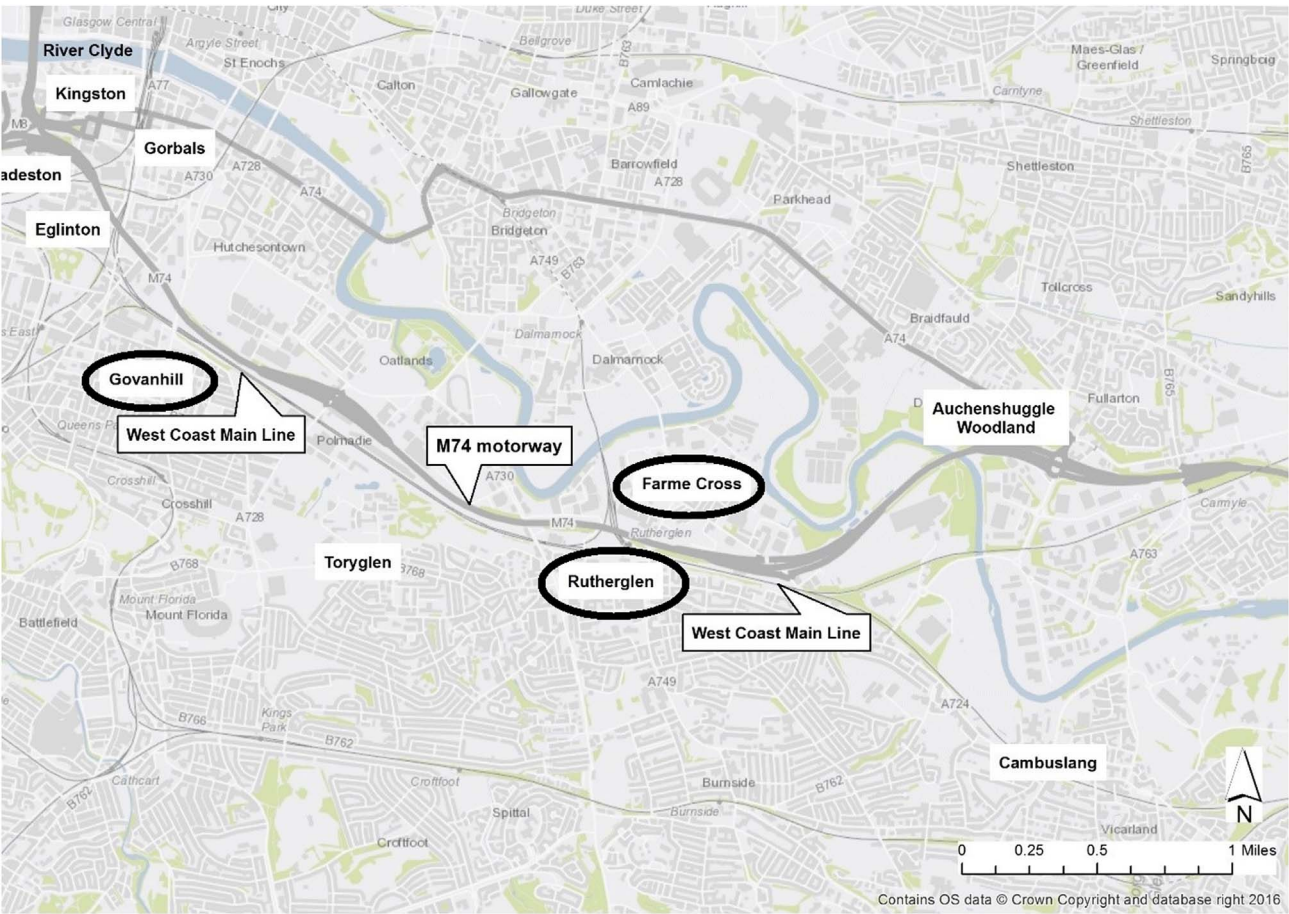 Glasgow Central
City
Duke Street
River Clyde
Argyle Street
St Enochs
Bellgrove
B763
Maes-Glas /
Greenfield
Springboig
Kingston
A77
Calton
Gallowgate
Camlachie
A89
Carntyne
M8
Gorbals
Shettleston
adeston
A728
A730
A74
Barrowfield
A728
Shettleston
B765
Parkhead
Eglinton
Bridgeton
Bridgeton
Hutchesontown
A749
B763
M74
Tollcross
Sandyhills
s East
Dalmarnock
Braidfauld
Oatlands
Dalmarnock
A74
Govanhill
B765
Fullarton
D
Auchenshuggle
Woodland
Queens Pa
West Coast Main Line
Polmadie
M74 motorway
A730
Crosshill
Farme Cross
Crosshill
A728
M74
Rutherglen
Carmyle
Toryglen
B768
B768
Rutherglen
A763
Mount Florida
Mount Florida
Battlefield
West Coast Main Line
A749
A724
B766
Kings
Park
B762
Cambuslang
Cathcart
B762
Croftfoot
Burnside
B762
Burnside
Spittal
N
Vicarland
Croftfoot
0 0.25 0.5 1 Miles
Contains OS data © Crown Copyright and database right 2016